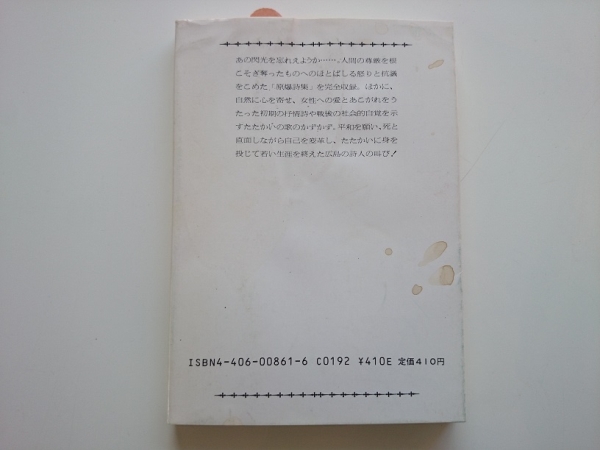 あの閃光を忘れえようか……、人間の尊厳を根
こそぎ奪ったものへのほとばしる怒りと抗議
をこめた「原爆詩集」を完全収録。ほかに、
自然に心を寄せ、女性への愛とあこがれをう
たった初期の抒情詩や戦後の社会的自覚を示
すたたかいの歌のかずかず。平和を願い、死と
直面しながら自己を変革し、たたかいに身を
投じて若い生涯を終えた広島の詩人の叫び!
ISBN4-406-00861-6 C0192 ¥410E 定価410円